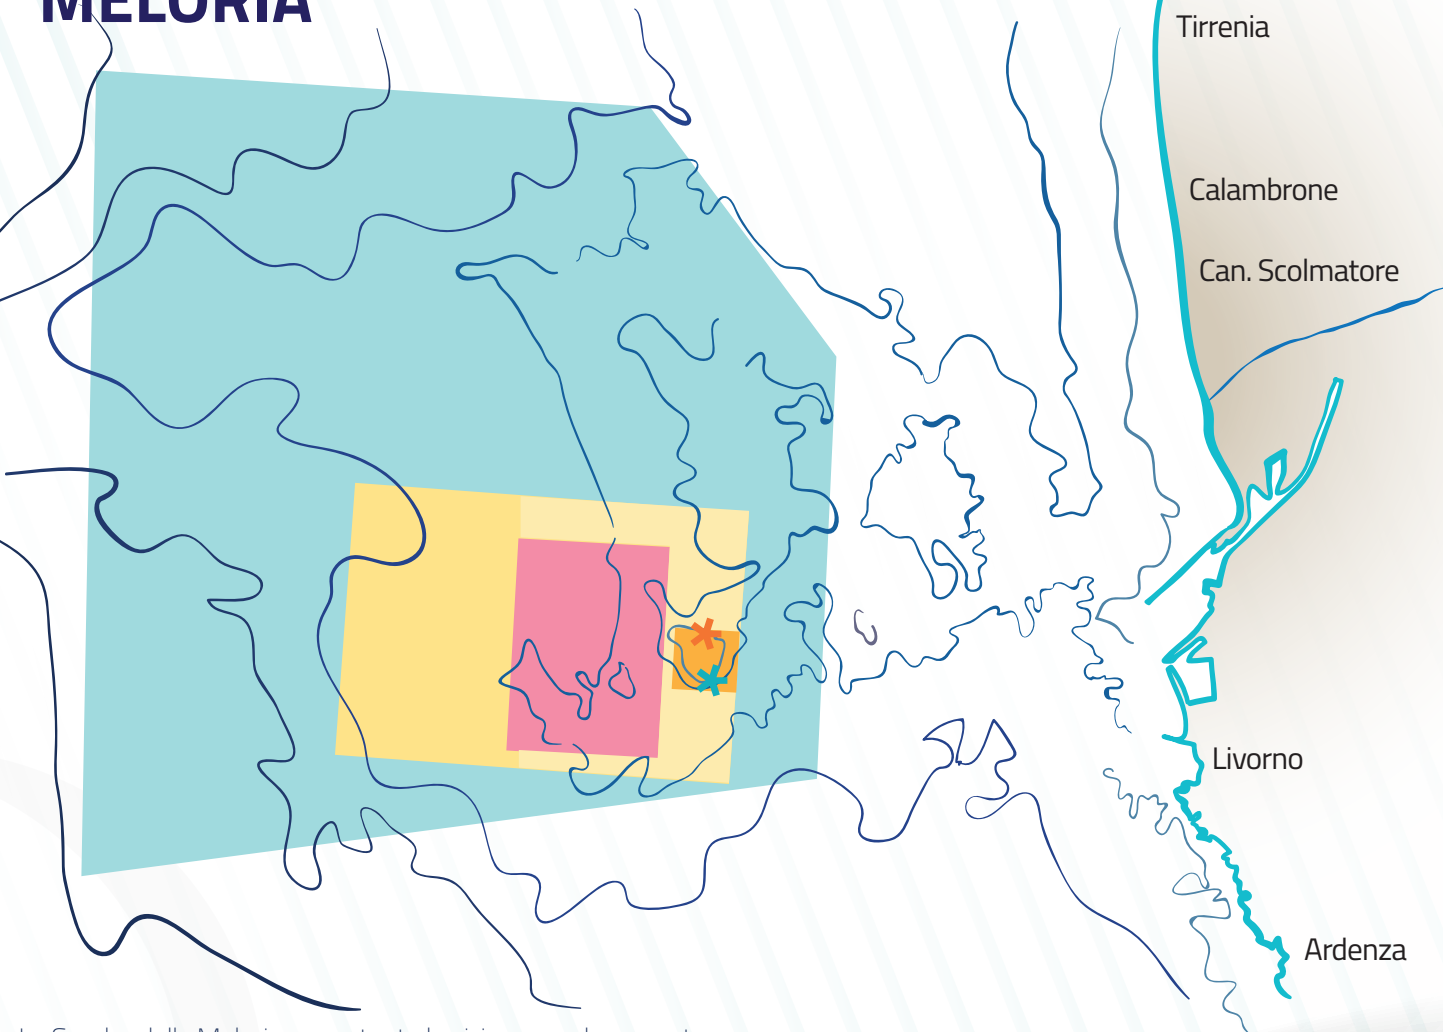 MELORIA
Tirrenia
Calambrone
Can. Scolmatore
Livorno
Ardenza